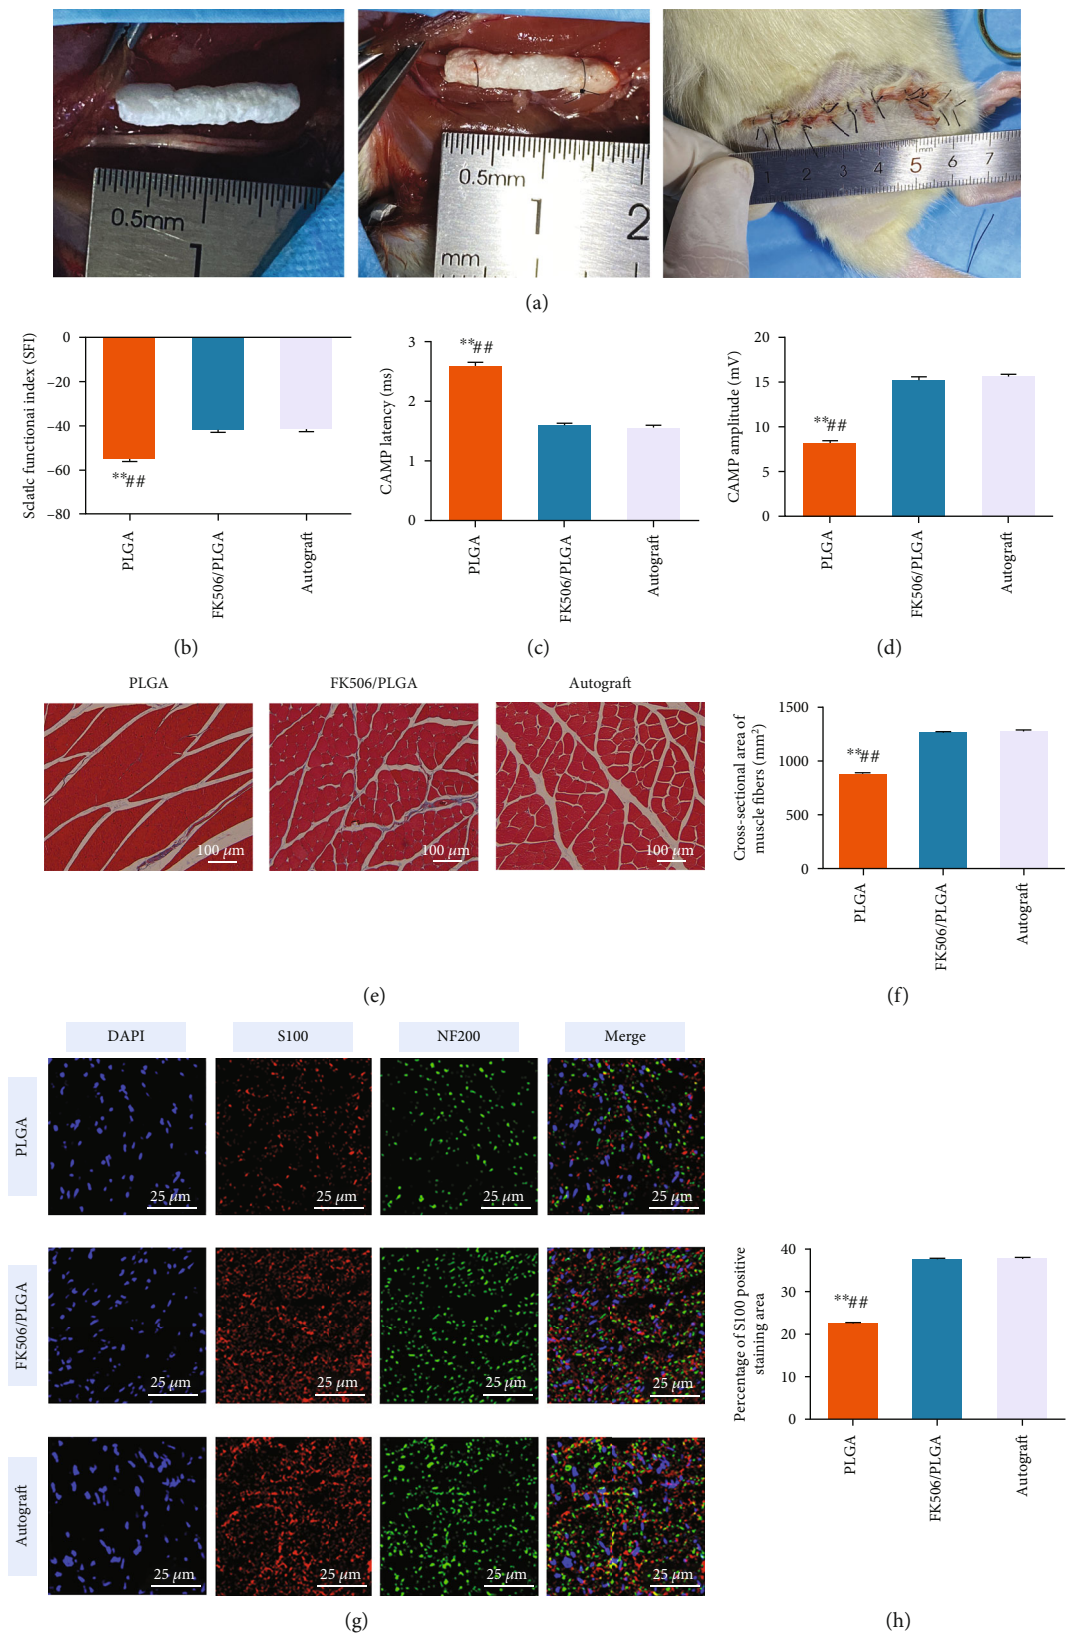 0.5mm
1
0.5mm
1
2
mm
mm
1 2 3 4 5 6 7
(a)
0
−20
−40
−60
−80
Sclatlc functionai index (SFI)
**##
PLGA
FK506/PLGA
Autograft
(b)
3
2
1
0
CAMP latency (ms)
**##
PLGA
FK506/PLGA
Autograft
(c)
20
15
10
5
0
CAMP amplitude (mV)
**##
PLGA
FK506/PLGA
Autograft
(d)
PLGA
FK506/PLGA
Autograft
100 μm
100 μm
100 μm
(e)
1500
1000
500
0
Cross-sectional area of
muscle fibers (mm²)
**##
PLGA
FK506/PLGA
Autograft
(f)
DAPI
S100
NF200
Merge
PLGA
25 μm
25 μm
25 μm
25 μm
FK506/PLGA
25 μm
25 μm
25 μm
25 μm
Autograft
25 μm
25 μm
25 μm
25 μm
(g)
40
30
20
10
0
Percentage of S100 positive
staining area
**##
PLGA
FK506/PLGA
Autograft
(h)